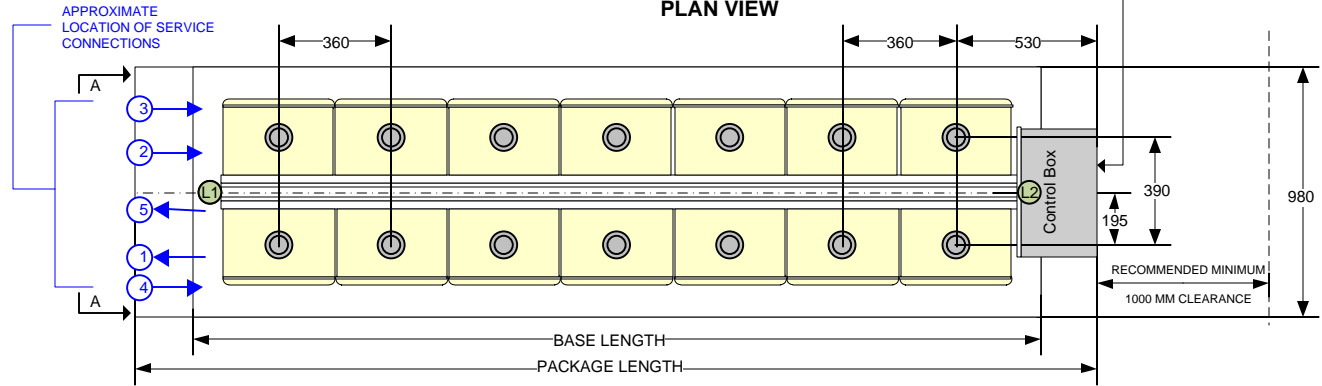 PLAN VIEW
APPROXIMATE
LOCATION OF SERVICE
CONNECTIONS
360
360
530
A
3
2
L1
L2
Control Box
390
980
5
195
1
RECOMMENDED MINIMUM
4
A
1000 MM CLEARANCE
BASE LENGTH
PACKAGE LENGTH